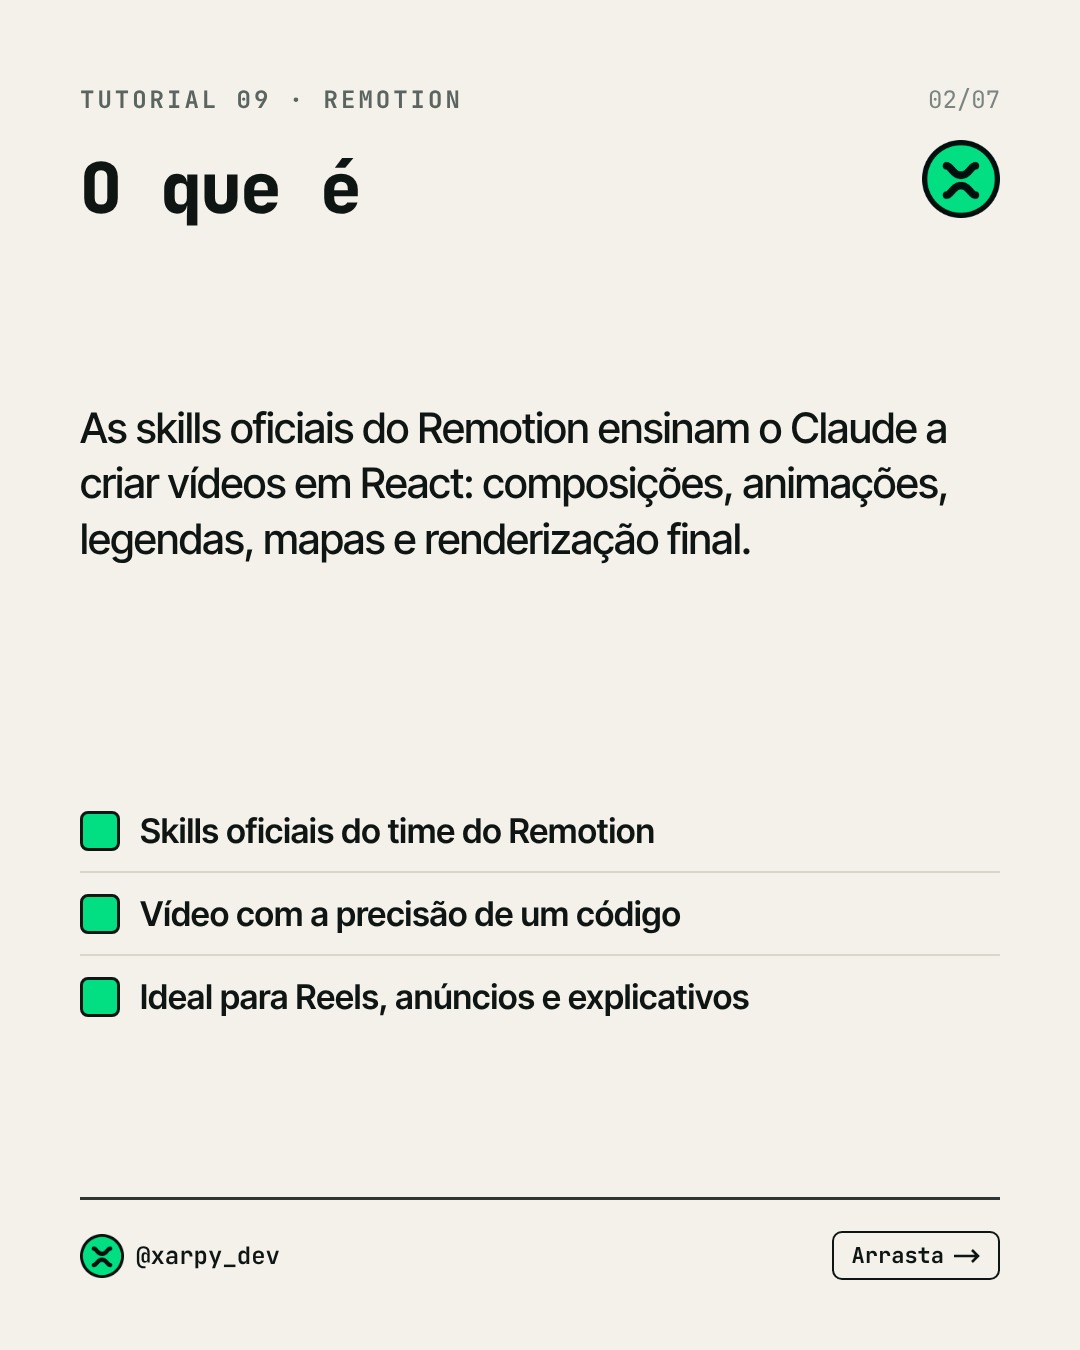 TUTORIAL 09 · REMOTION
02/07
O que é
As skills oficiais do Remotion ensinam o Claude a
criar vídeos em React: composições, animações,
legendas, mapas e renderização final.
Skills oficiais do time do Remotion
Vídeo com a precisão de um código
Ideal para Reels, anúncios e explicativos
@xarpy_dev
Arrasta →